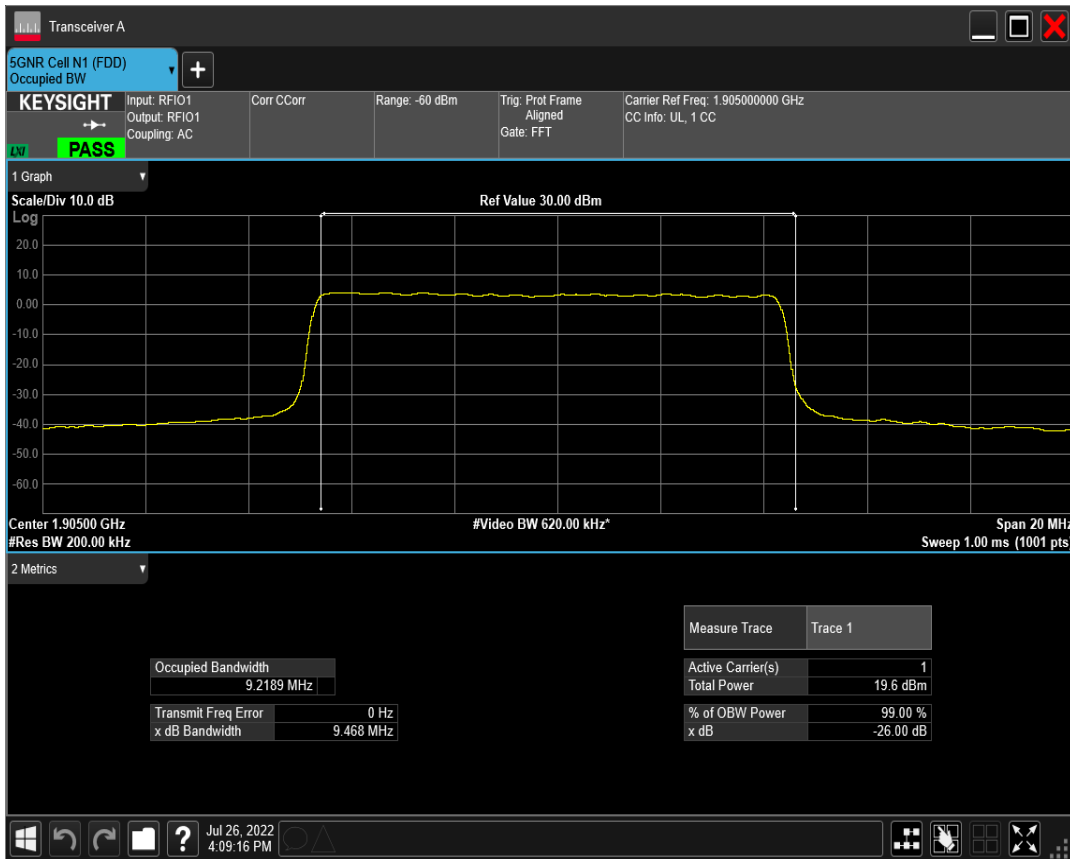 Transceiver A
5GNR Cell N1 (FDD)
Occupied BW
+
KEYSIGHT
LXI
PASS
Input: RFIO1
Output: RFIO1
Coupling: AC
Corr CCorr
Range: -60 dBm
Trig: Prot Frame
Aligned
Gate: FFT
Carrier Ref Freq: 1.905000000 GHz
CC Info: UL, 1 CC
1 Graph
Scale/Div 10.0 dB
Ref Value 30.00 dBm
Log
20.0
10.0
0.00
-10.0
-20.0
-30.0
-40.0
-50.0
-60.0
Center 1.90500 GHz
#Video BW 620.00 kHz*
Span 20 MHz
#Res BW 200.00 kHz
Sweep 1.00 ms (1001 pts)
2 Metrics
Measure Trace Trace 1
Occupied Bandwidth
9.2189 MHz
Active Carrier(s) 1
Total Power 19.6 dBm
Transmit Freq Error 0 Hz
x dB Bandwidth 9.468 MHz
% of OBW Power 99.00 %
x dB -26.00 dB
?
Jul 26, 2022
4:09:16 PM